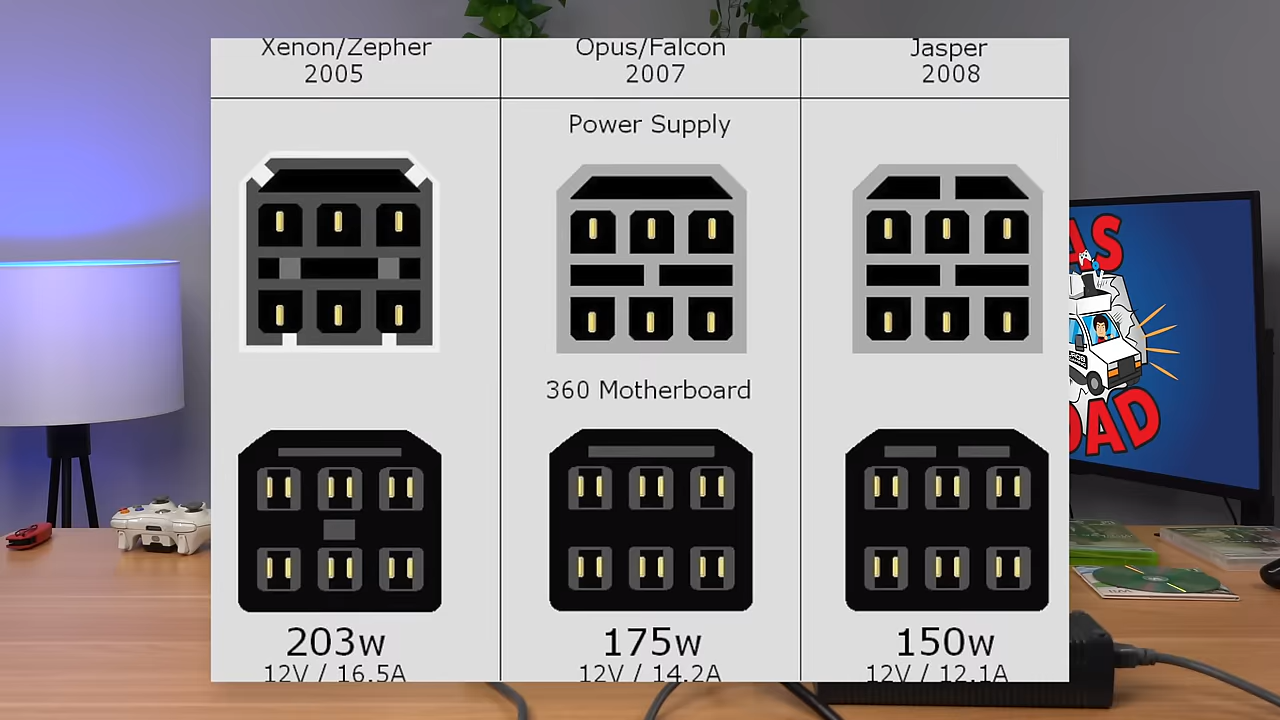 Xenon/Zepher
2005
Opus/Falcon
2007
Jasper
2008
Power Supply
360 Motherboard
203w
12V / 16.5A
175w
12V / 14.2A
150w
12V / 12.1A